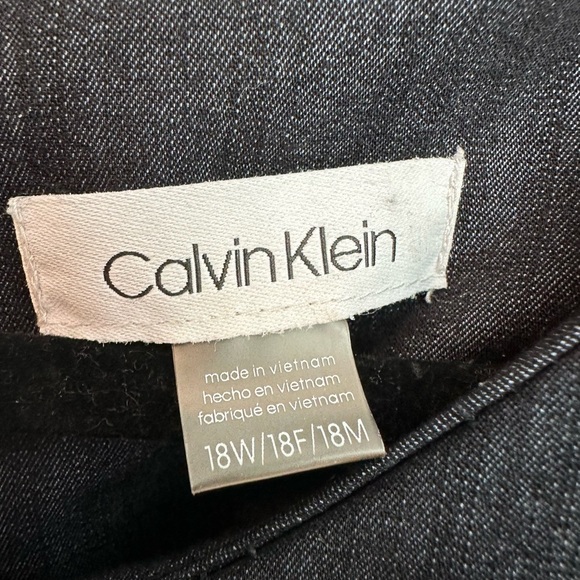 Calvin Klein
made in vietnam
hecho en vietnam
fabriqué en vietnam
18W/18F/18M